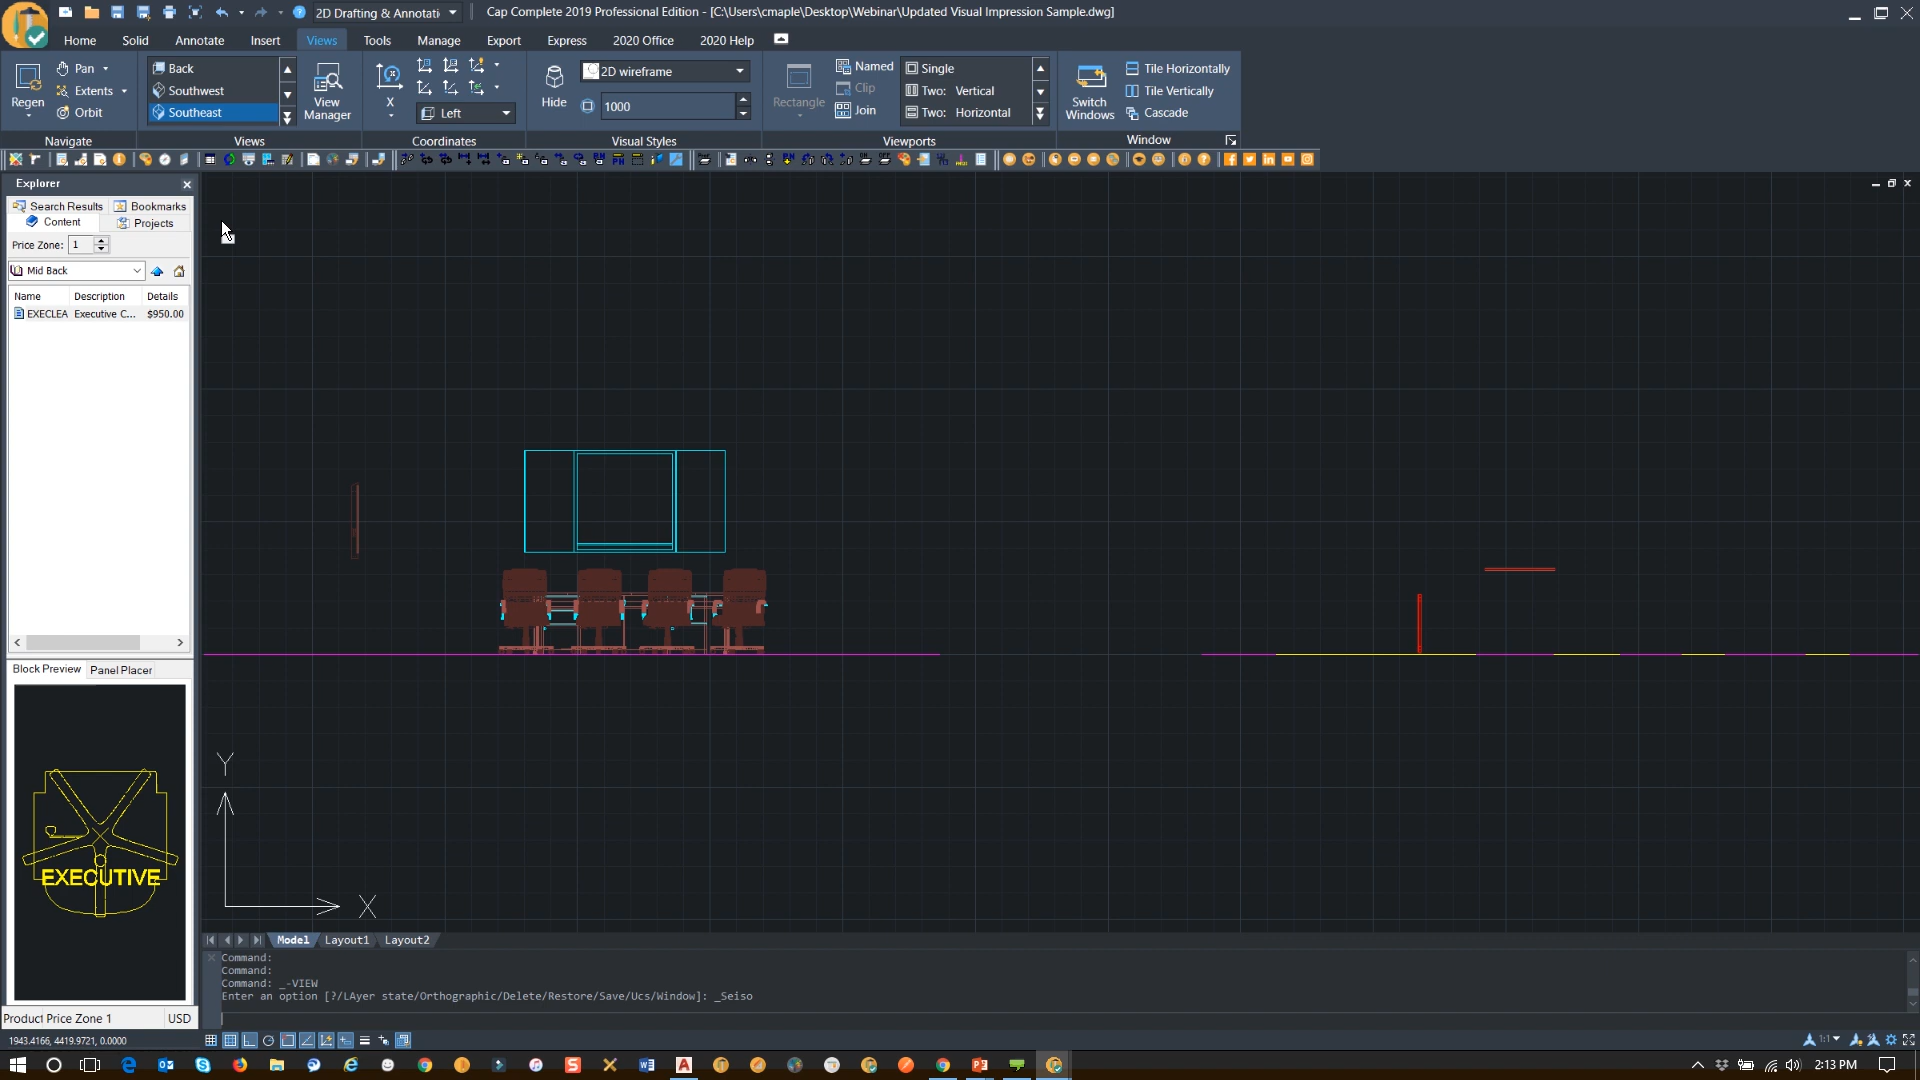 2D Drafting & Annotati
Cap Complete 2019 Professional Edition - [C:\Users\cmaple\Desktop\Webinar\Updated Visual Impression Sample.dwg]
Home Solid Annotate Insert Views Tools Manage Export Express 2020 Office 2020 Help
Regen
Pan
Extents
Orbit
Navigate
Back
Southwest
Southeast
View
Manager
Views
X
Left
Coordinates
Hide
2D wireframe
1000
Visual Styles
Rectangle
Named
Clip
Join
Single
Two: Vertical
Two: Horizontal
Viewports
Switch
Windows
Tile Horizontally
Tile Vertically
Cascade
Window
Explorer
Search Results Bookmarks
Content Projects
Price Zone: 1
Mid Back
Name Description Details
EXECLEA Executive C... $950.00
Block Preview Panel Placer
EXECUTIVE
Product Price Zone 1 USD
Y
X
Model Layout1 Layout2
Command:
Command:
Command: _-VIEW
Enter an option [?/LAyer state/Orthographic/Delete/Restore/Save/Ucs/Window]: _Seiso
1943.4166, 4419.9721, 0.0000
1:1
2:13 PM